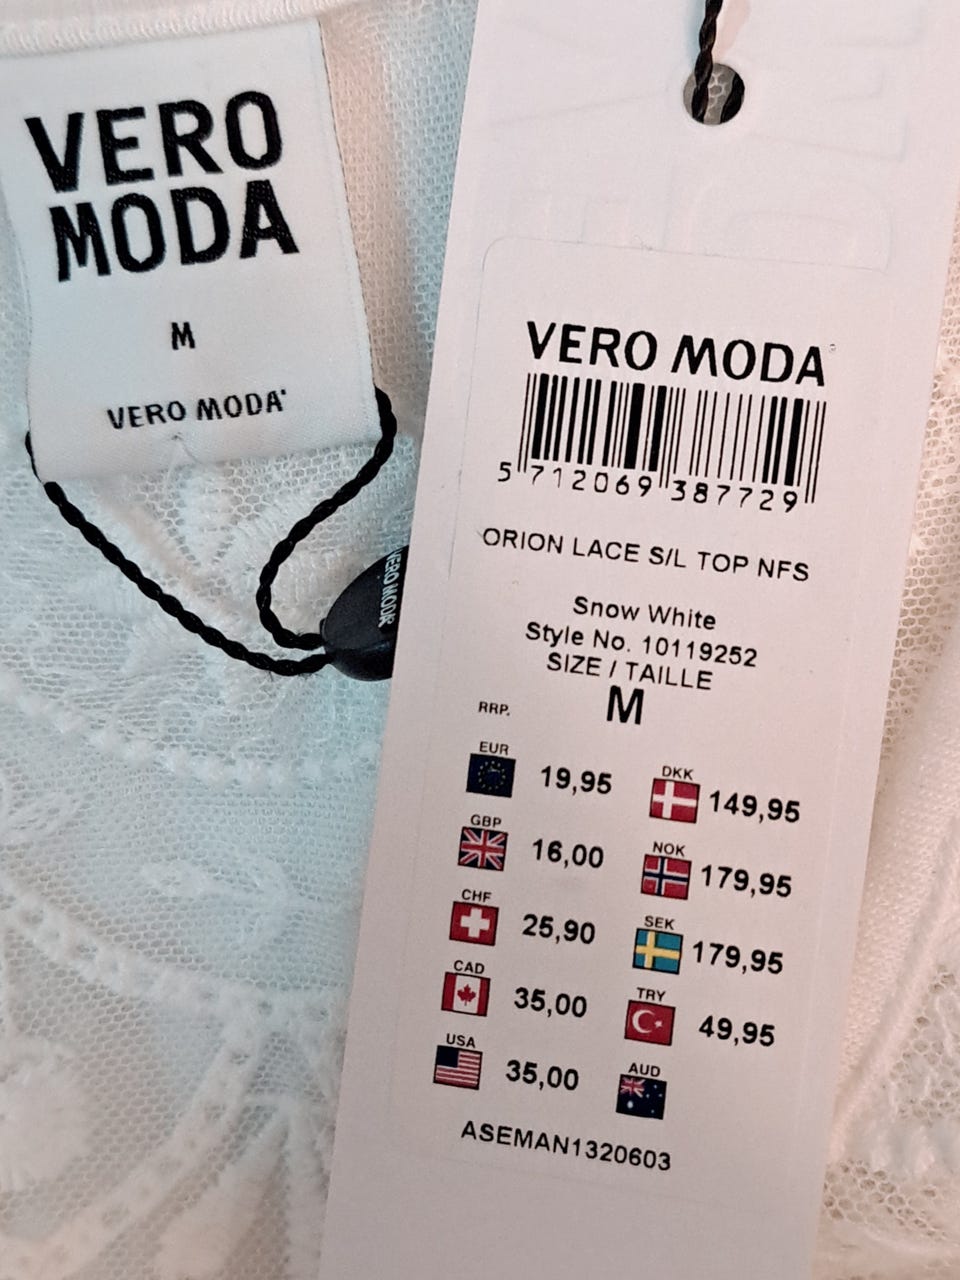 VERO
MODA
M
VERO MODA
VERO MODA
VERO MODA
5 712069 387729
ORION LACE S/L TOP NFS
Snow White
Style No. 10119252
SIZE / TAILLE
M
RRP.
EUR 19,95 DKK 149,95
GBP 16,00 NOK 179,95
CHF 25,90 SEK 179,95
CAD 35,00 TRY 49,95
USA 35,00 AUD
ASEMAN1320603